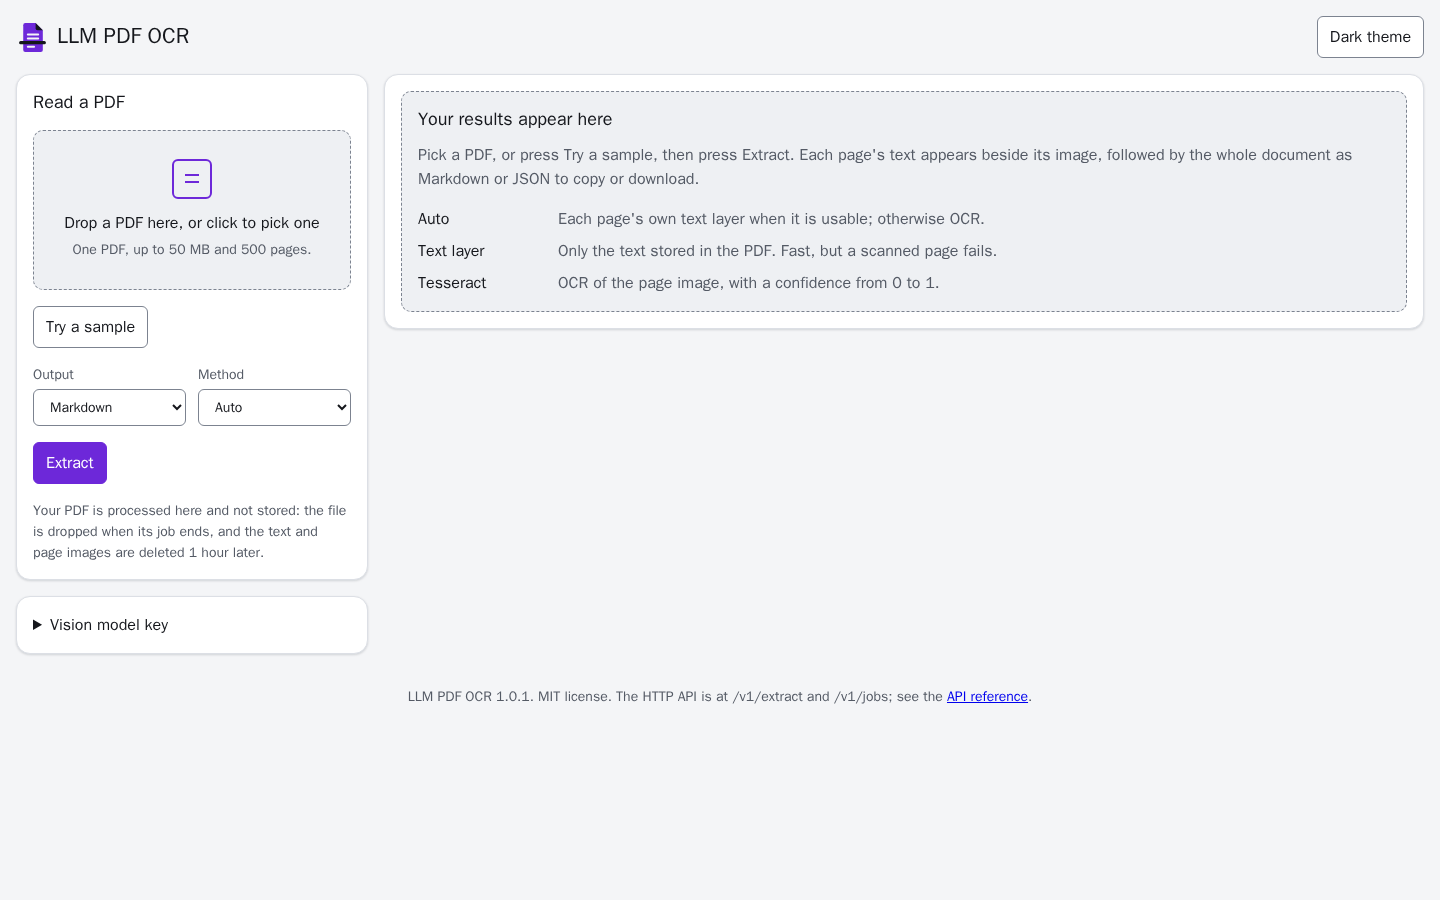 LLM PDF OCR
Dark theme
Read a PDF
Drop a PDF here, or click to pick one
One PDF, up to 50 MB and 500 pages.
Try a sample
Output
Method
Markdown
Auto
Extract
Your PDF is processed here and not stored: the file
is dropped when its job ends, and the text and
page images are deleted 1 hour later.
Vision model key
Your results appear here
Pick a PDF, or press Try a sample, then press Extract. Each page's text appears beside its image, followed by the whole document as
Markdown or JSON to copy or download.
Auto Each page's own text layer when it is usable; otherwise OCR.
Text layer Only the text stored in the PDF. Fast, but a scanned page fails.
Tesseract OCR of the page image, with a confidence from 0 to 1.
LLM PDF OCR 1.0.1. MIT license. The HTTP API is at /v1/extract and /v1/jobs; see the API reference.